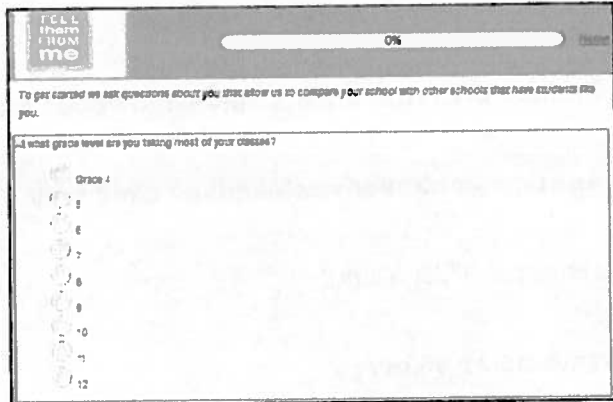 TELL
them
FROM
me
0%
Home
To get started we ask questions about you that allow us to compare your school with other schools that have students like
you.
At what grade level are you taking most of your classes?
Grade 4
5
6
7
8
9
10
11
12